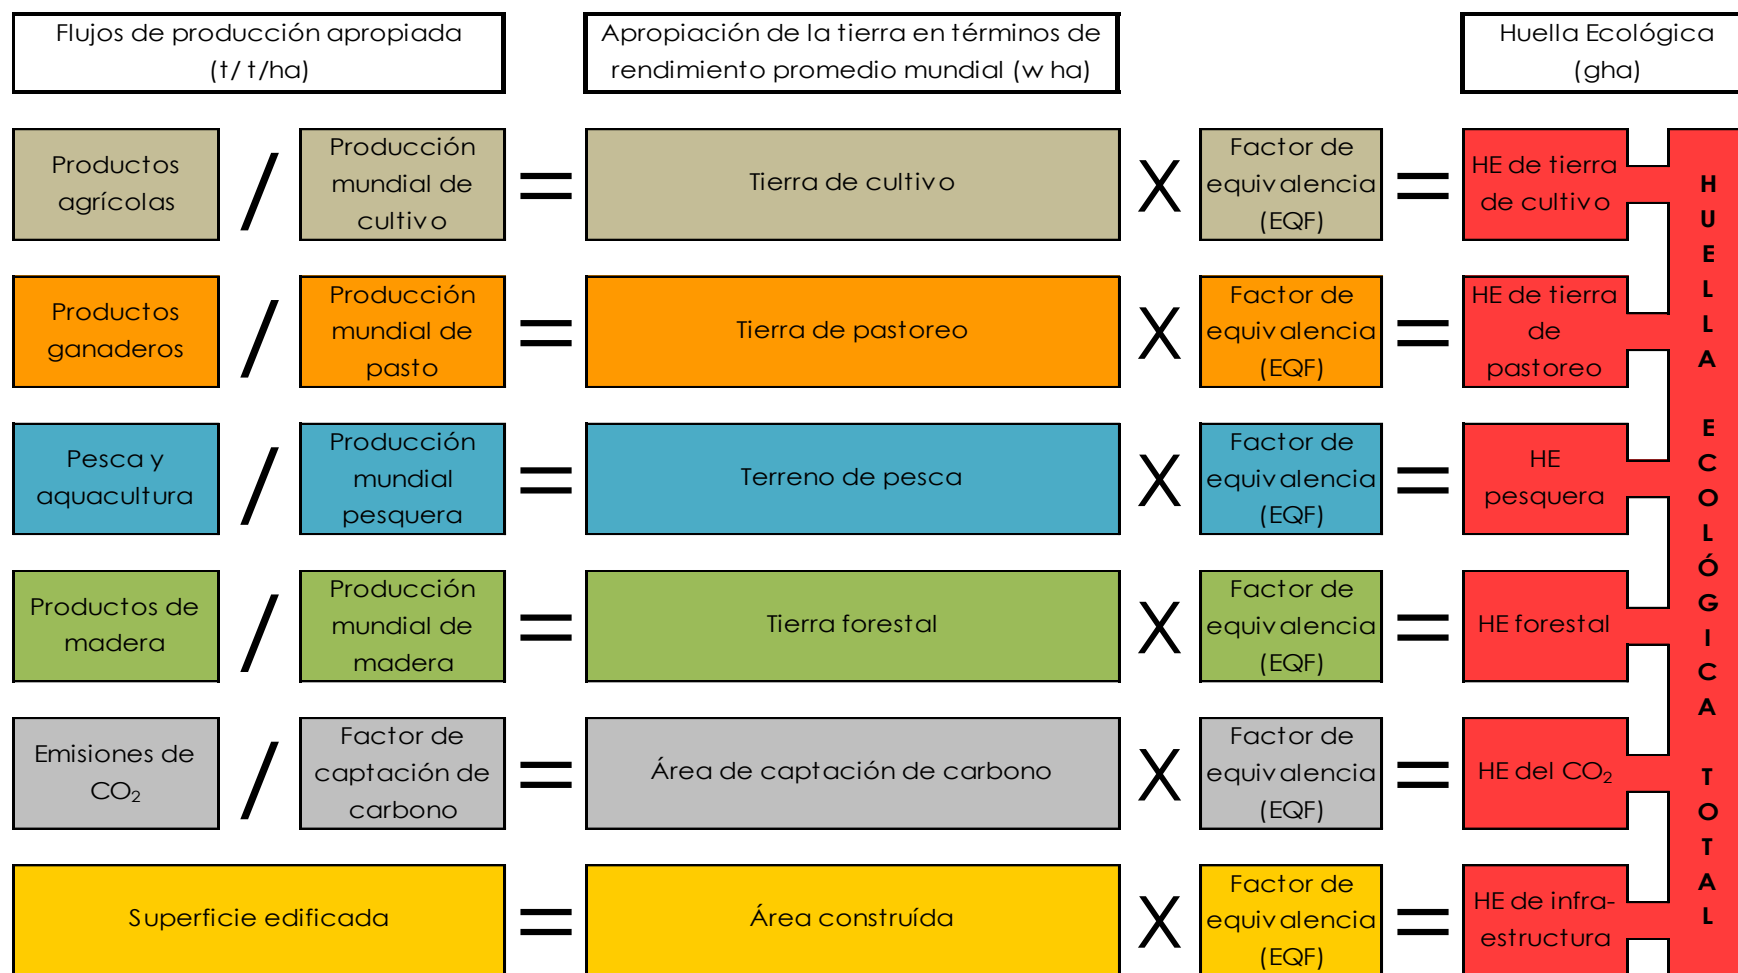 Flujos de producción apropiada
(t/ t/ha)
Apropiación de la tierra en términos de
rendimiento promedio mundial (w ha)
Huella Ecológica
(gha)
Productos
agrícolas
/
Producción
mundial de
cultivo
=
Tierra de cultivo
X
Factor de
equivalencia
(EQF)
=
HE de tierra
de cultivo
Productos
ganaderos
/
Producción
mundial de
pasto
=
Tierra de pastoreo
X
Factor de
equivalencia
(EQF)
=
HE de tierra
de
pastoreo
Pesca y
aquacultura
/
Producción
mundial
pesquera
=
Terreno de pesca
X
Factor de
equivalencia
(EQF)
=
HE
pesquera
Productos de
madera
/
Producción
mundial de
madera
=
Tierra forestal
X
Factor de
equivalencia
(EQF)
=
HE forestal
Emisiones de
CO₂
/
Factor de
captación de
carbono
=
Área de captación de carbono
X
Factor de
equivalencia
(EQF)
=
HE del CO₂
Superficie edificada
=
Área construída
X
Factor de
equivalencia
(EQF)
=
HE de infra-
estructura
HUELLA ECOLÓGICA TOTAL